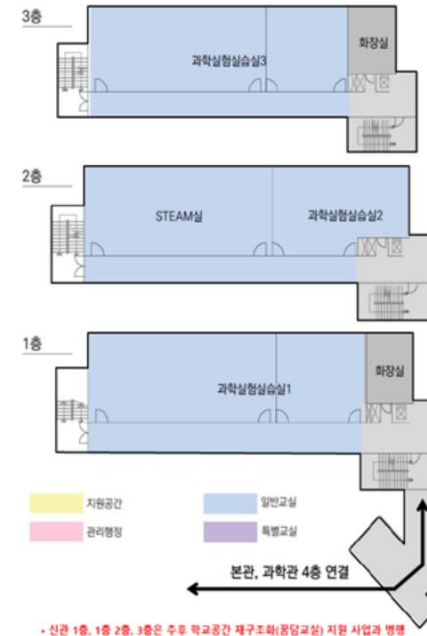 3층
화장실
과학실험실습실3
2층
STEAM실
과학실험실습실2
1층
화장실
과학실험실습실1
지원공간
일반교실
관리행정
특별교실
본관, 과학관 4층 연결
• 신관 1층, 1층 2층, 3층은 추후 학교공간 재구조화(꿈담교실) 지원 사업과 병행